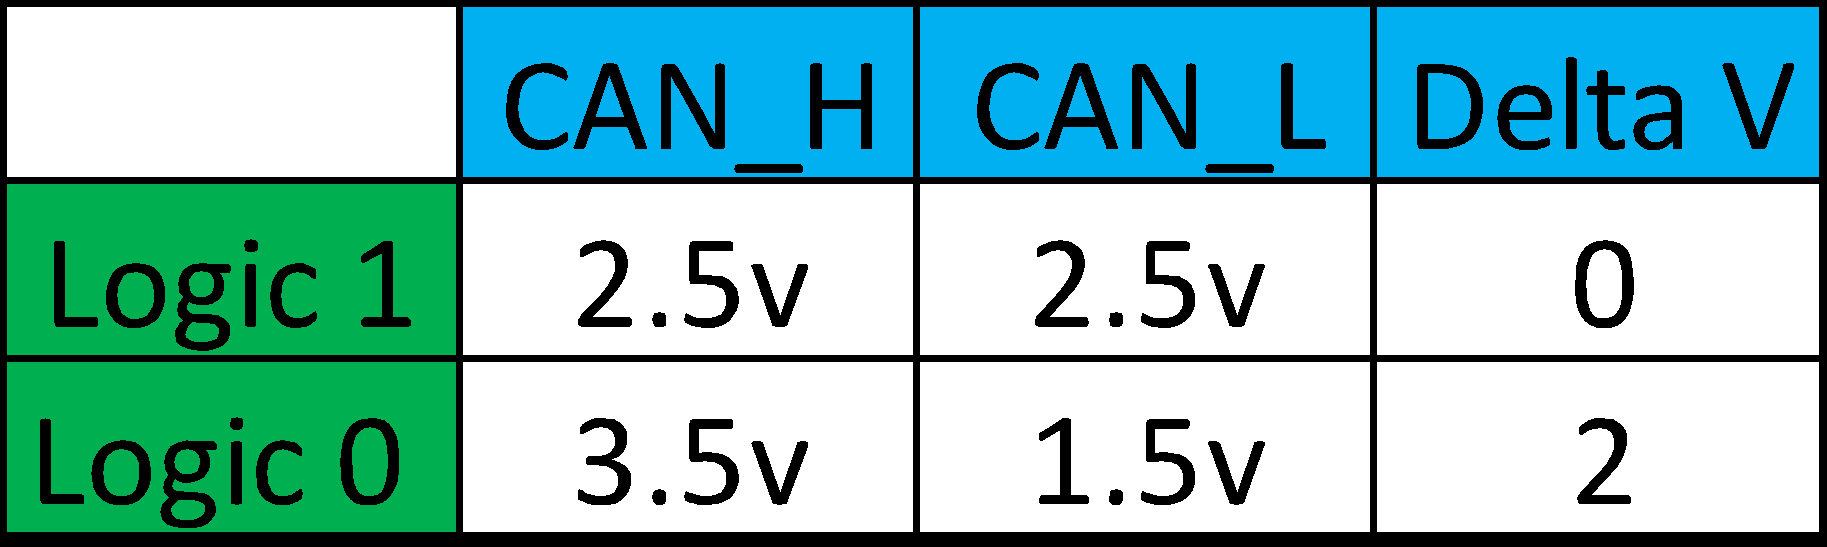 CAN_H CAN_L Delta V
Logic 1 2.5v 2.5v 0
Logic 0 3.5v 1.5v 2